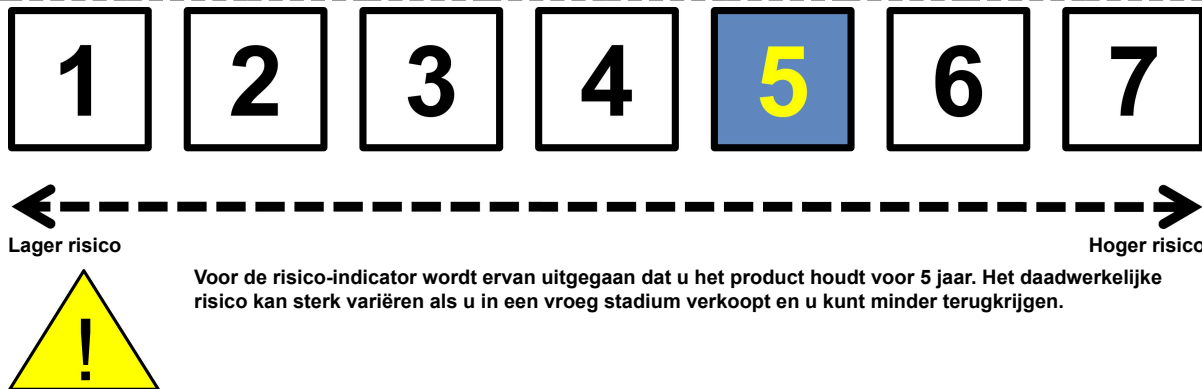 1 2 3 4 5 6 7
Lager risico Hoger risico
Voor de risico-indicator wordt ervan uitgegaan dat u het product houdt voor 5 jaar. Het daadwerkelijke
risico kan sterk variëren als u in een vroeg stadium verkoopt en u kunt minder terugkrijgen.
!